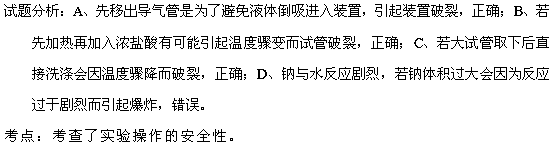 试题分析：A、先移出导气管是为了避免液体倒吸进入装置，引起装置破裂，正确；B、若
先加热再加入浓盐酸有可能引起温度骤变而试管破裂，正确；C、若大试管取下后直
接洗涤会因温度骤降而破裂，正确；D、钠与水反应剧烈，若钠体积过大会因为反应
过于剧烈而引起爆炸，错误。
考点：考查了实验操作的安全性。